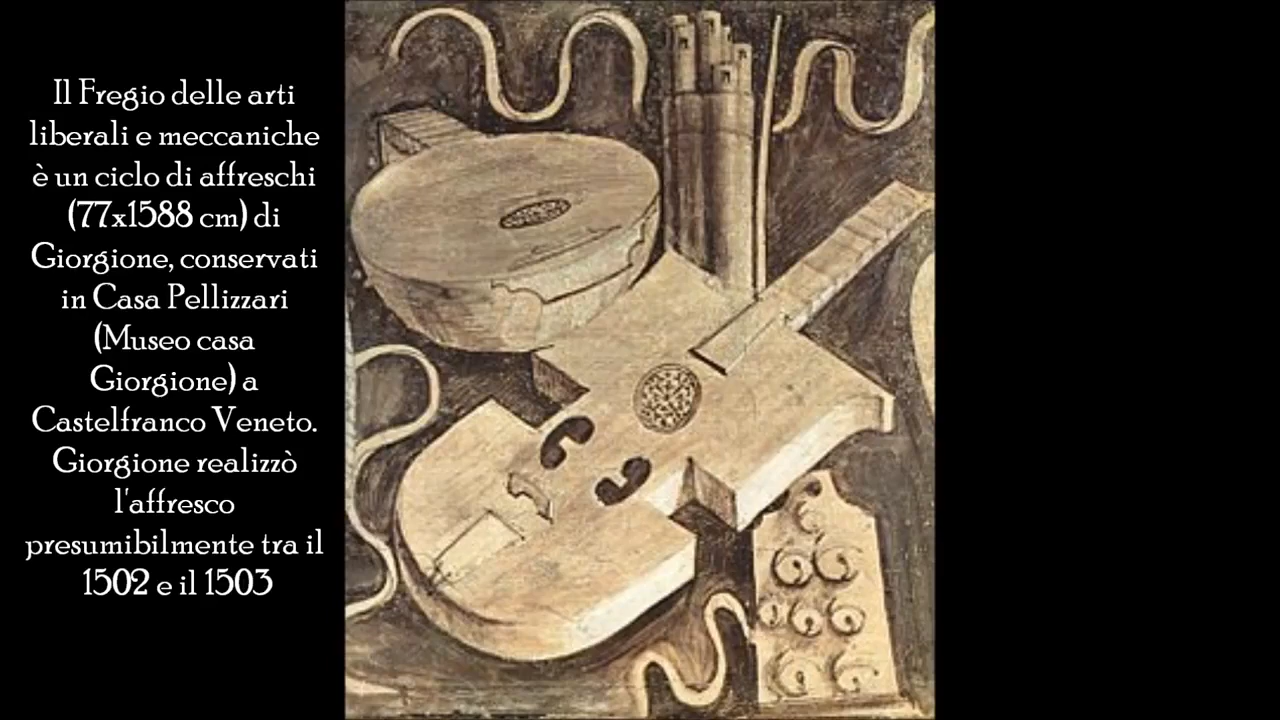 Il Fregio delle arti
liberali e meccaniche
è un ciclo di affreschi
(77x1588 cm) di
Giorgione, conservati
in Casa Pellizzari
(Museo casa
Giorgione) a
Castelfranco Veneto.
Giorgione realizzò
l'affresco
presumibilmente tra il
1502 e il 1503